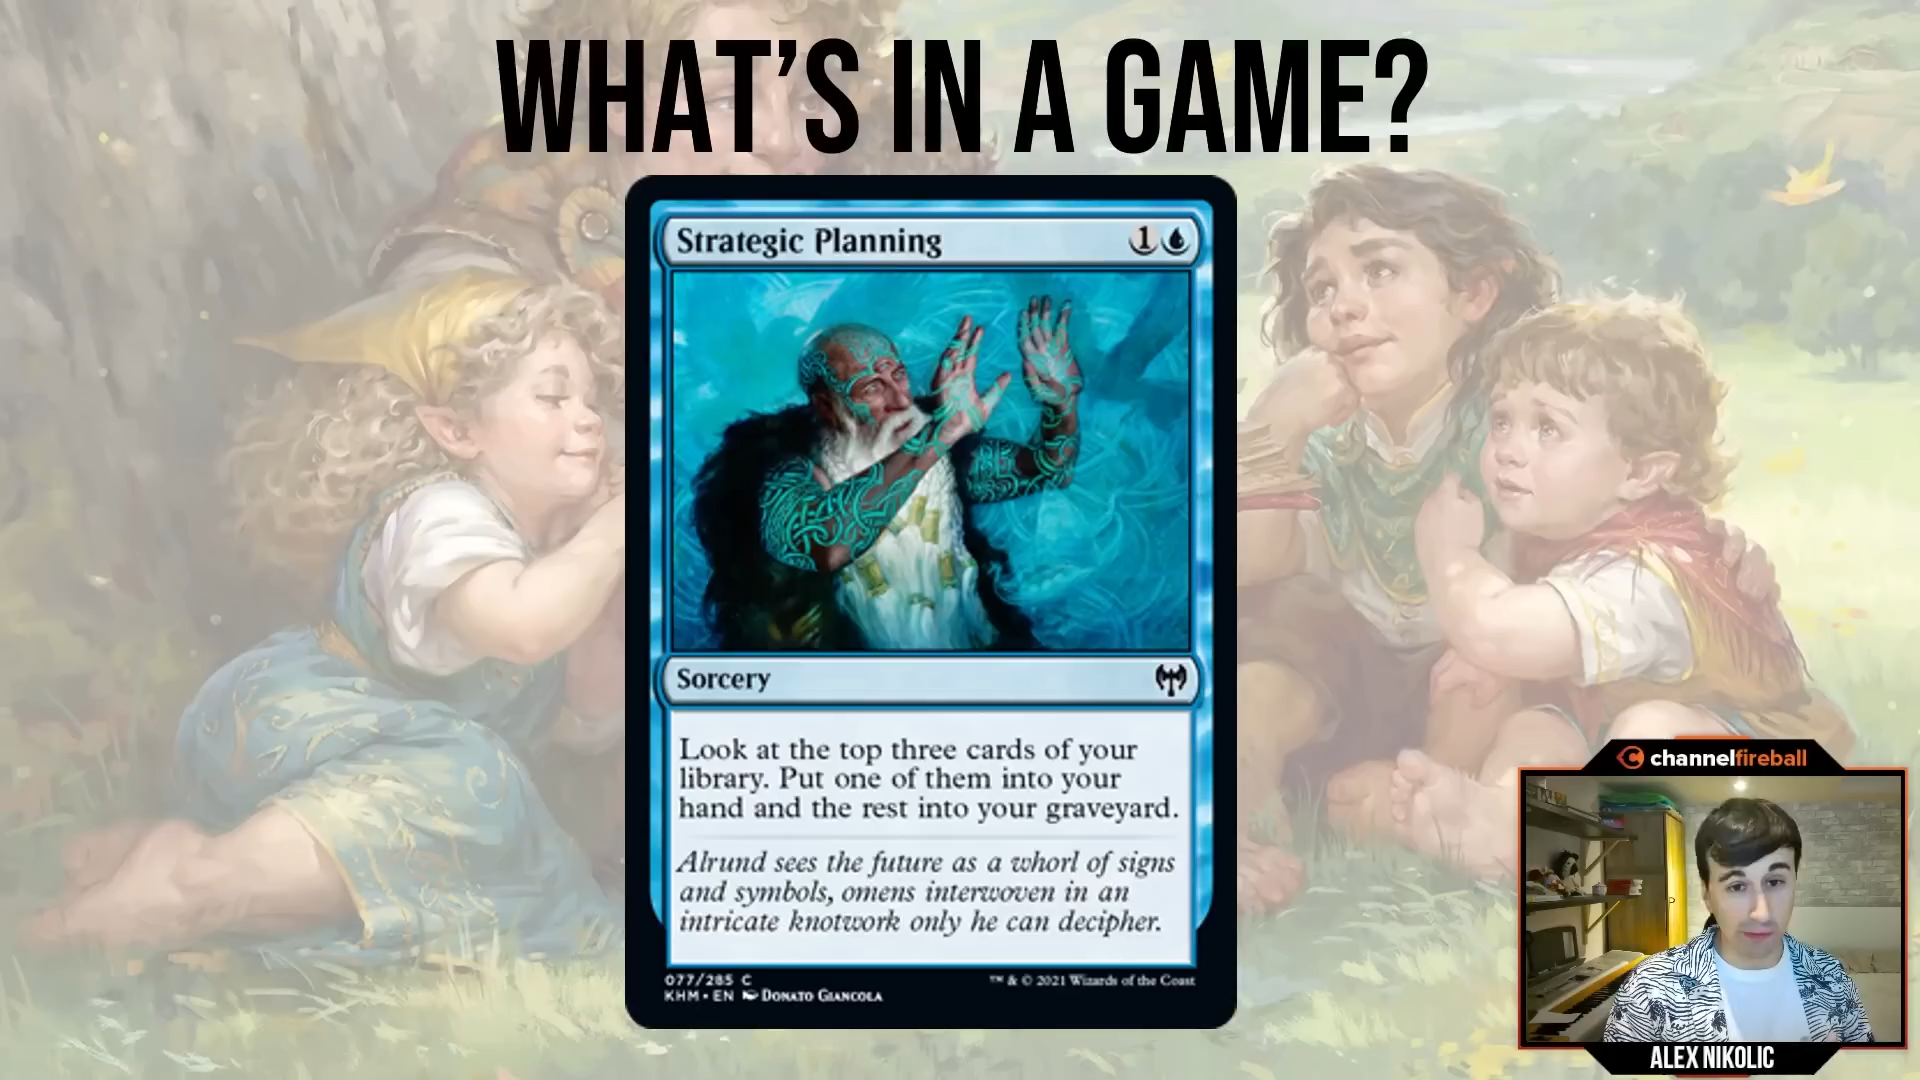 WHAT'S IN A GAME?
Strategic Planning 1
Sorcery
Look at the top three cards of your
library. Put one of them into your
hand and the rest into your graveyard.
Alrund sees the future as a whorl of signs
and symbols, omens interwoven in an
intricate knotwork only he can decipher.
077/285 C
™ & © 2021 Wizards of the Coast
KHM • EN Donato Giancola
channelfireball
ALEX NIKOLIC